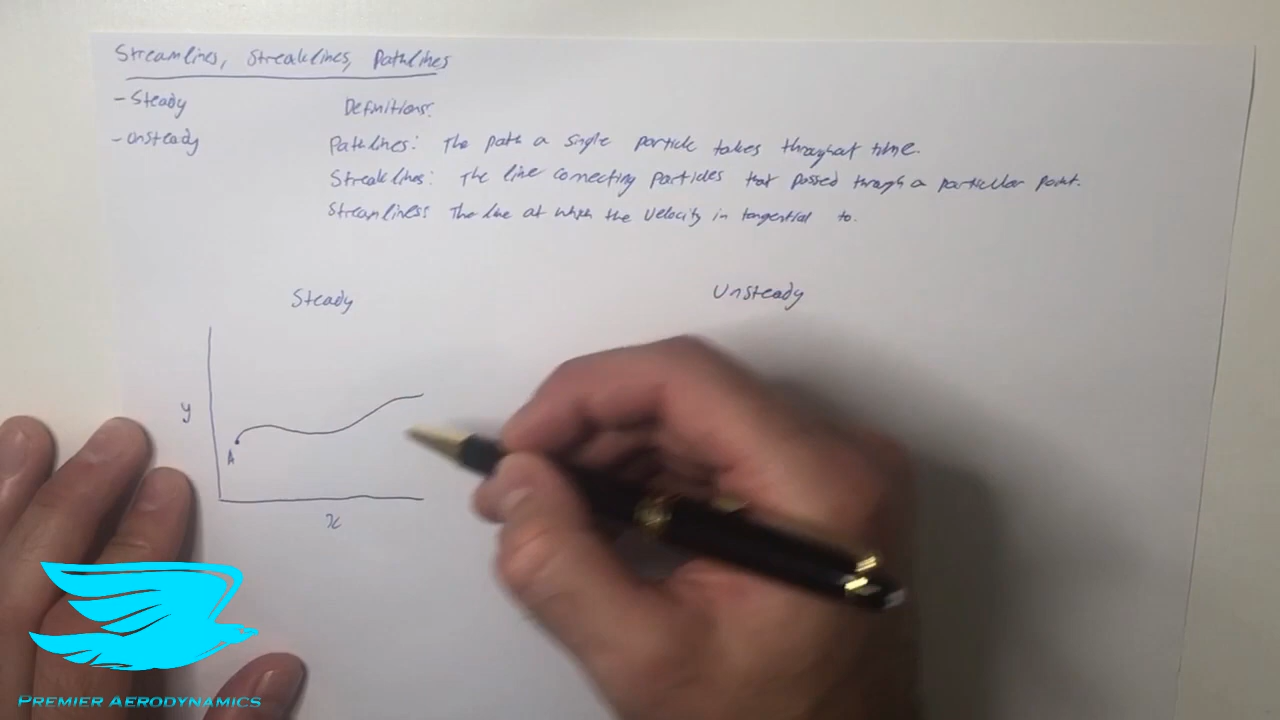 Streamlines, Streaklines, Pathlines
- Steady
Definitions:
- Unsteady
Pathlines: The path a single particle takes throughout time.
Streaklines: The line connecting particles that passed through a particular point.
Streamlines: The line at which the velocity in tangential to.
Steady
Unsteady
y
A
x
PREMIER AERODYNAMICS